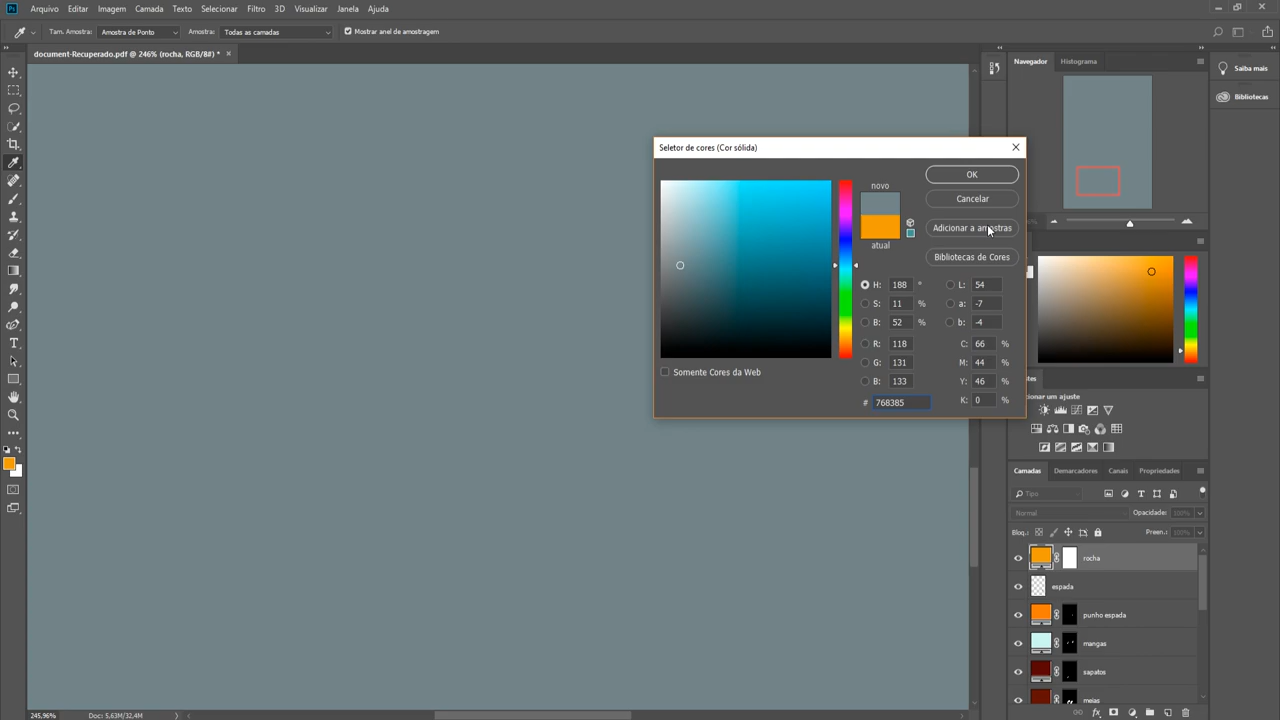 Ps Arquivo Editar Imagem Camada Texto Selecionar Filtro 3D Visualizar Janela Ajuda
Tam. Amostra: Amostra de Ponto Amostra: Todas as camadas Mostrar anel de amostragem
document-Recuperado.pdf @ 246% (rocha, RGB/8#) *
Navegador Histograma
Saiba mais
Bibliotecas
Seletor de cores (Cor sólida)
novo
atual
OK
Cancelar
Adicionar a amostras
Bibliotecas de Cores
H: 188 ° L: 54
S: 11 % a: -7
B: 52 % b: -4
R: 118 C: 66 %
G: 131 M: 44 %
B: 133 Y: 46 %
# 768385 K: 0 %
Somente Cores da Web
Camadas Demarcadores Canais Propriedades
Tipo
Normal Opacidade: 100%
Bloq.: Preen.: 100%
rocha
espada
punho espada
mangas
sapatos
meias
245,96% Doc: 5,63M/32,4M